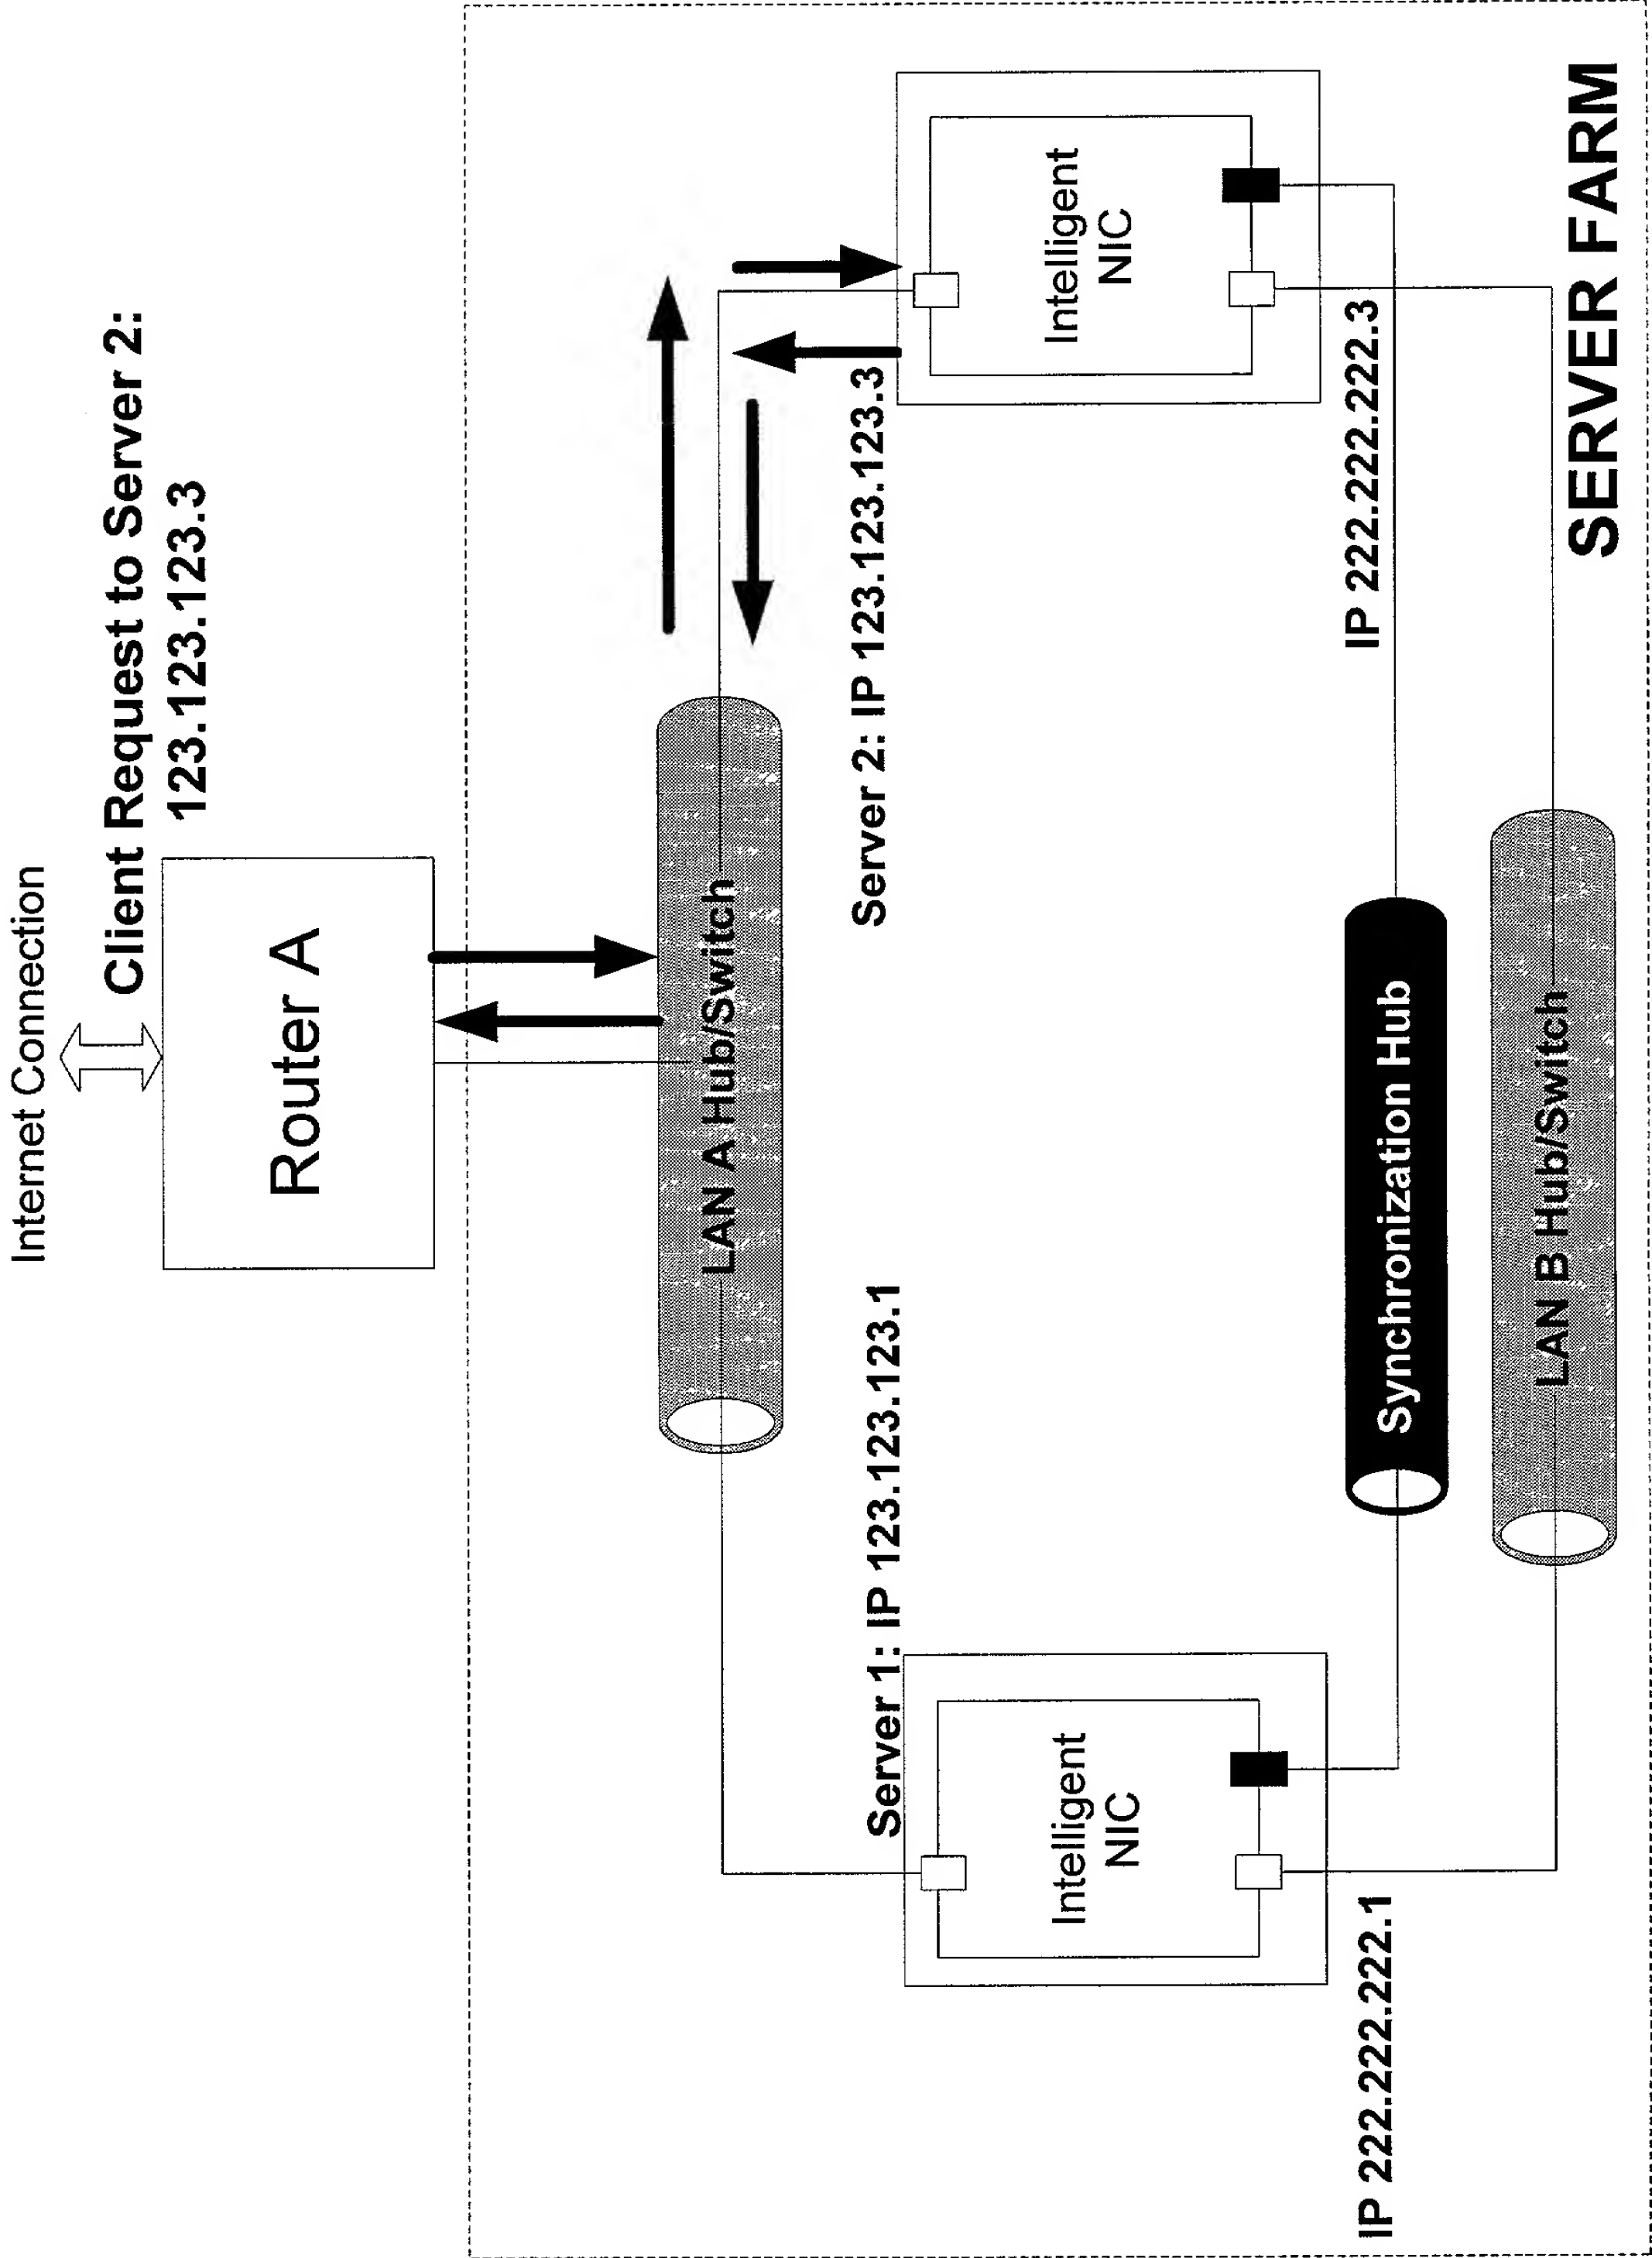 Internet Connection
Client Request to Server 2:
123.123.123.3
Router A
LAN A Hub/Switch
Server 1: IP 123.123.123.1
Server 2: IP 123.123.123.3
Intelligent
NIC
Intelligent
NIC
IP 222.222.222.1
IP 222.222.222.3
Synchronization Hub
LAN B Hub/Switch
SERVER FARM